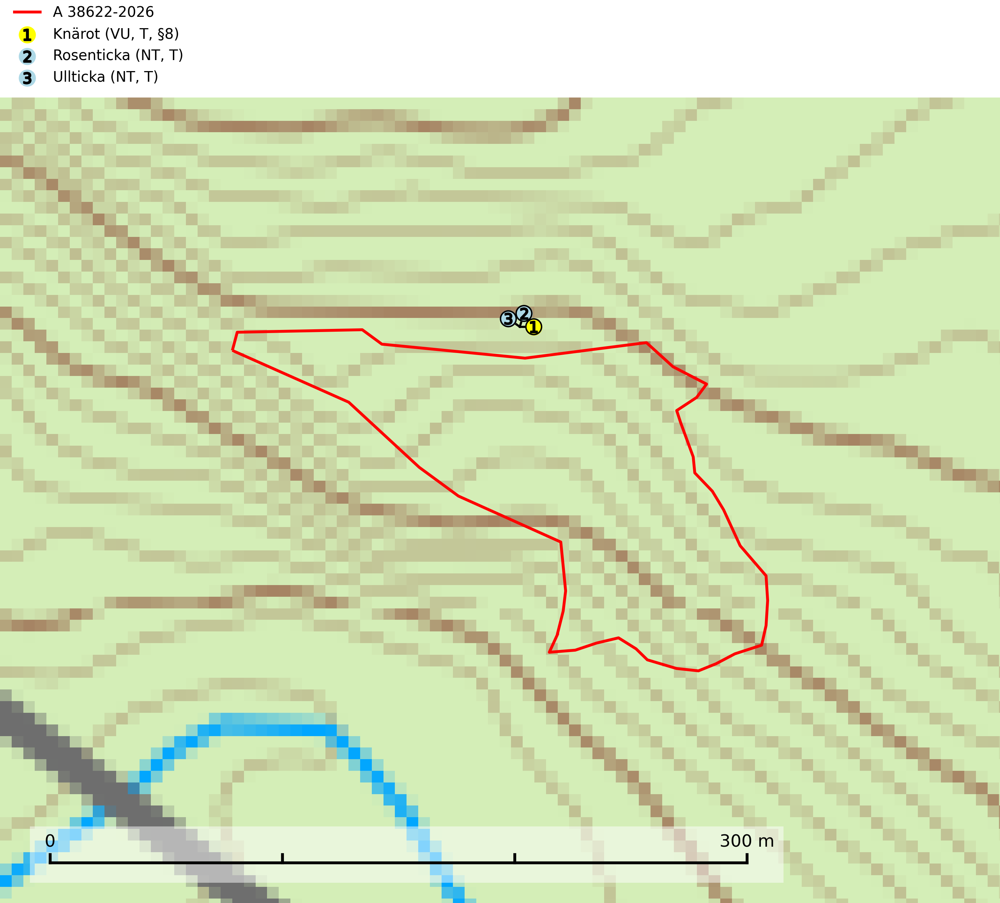 A 38622-2026
1 Knärot (VU, T, §8)
2 Rosenticka (NT, T)
3 Ullticka (NT, T)
3 2 1
0 300 m